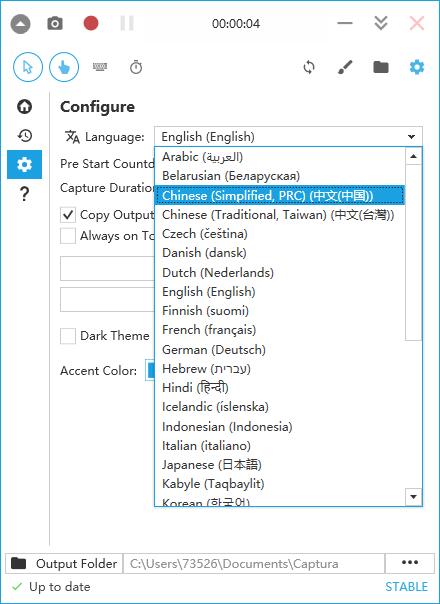 00:00:04
Configure
Language: English (English)
Arabic (العربية)
Pre Start Countd
Belarusian (Беларуская)
Capture Duration
Chinese (Simplified, PRC) (中文(中国))
Copy Output
Chinese (Traditional, Taiwan) (中文(台灣))
Always on To
Czech (čeština)
Danish (dansk)
Dutch (Nederlands)
English (English)
Finnish (suomi)
French (français)
Dark Theme
German (Deutsch)
Accent Color:
Hebrew (עברית)
Hindi (हिन्दी)
Icelandic (íslenska)
Indonesian (Indonesia)
Italian (italiano)
Japanese (日本語)
Kabyle (Taqbaylit)
Korean (한국어)
Output Folder C:\Users\73526\Documents\Captura
Up to date STABLE